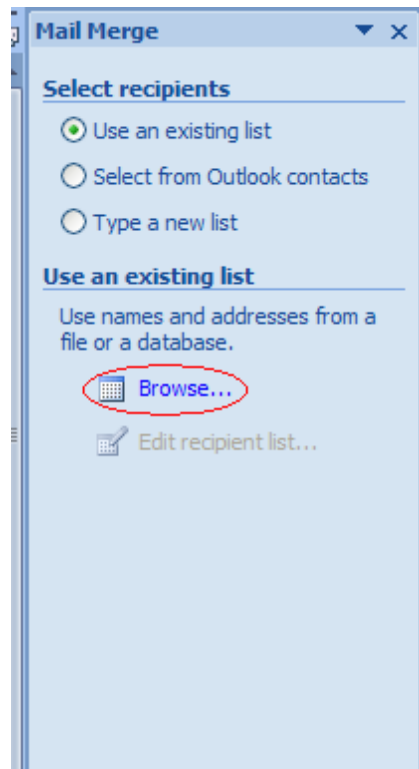 Mail Merge
Select recipients
Use an existing list
Select from Outlook contacts
Type a new list
Use an existing list
Use names and addresses from a
file or a database.
Browse...
Edit recipient list...